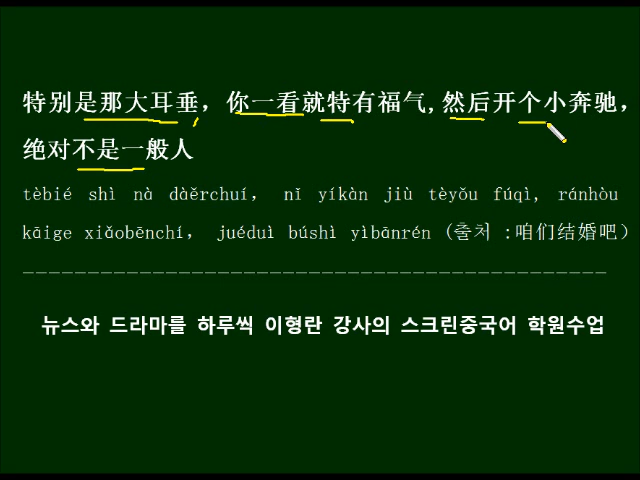 特别是那大耳垂，你一看就特有福气,然后开个小奔驰，
绝对不是一般人
tèbié shì nà dàěrchuí， nǐ yíkàn jiù tèyǒu fúqì, ránhòu
kāige xiǎobēnchí， juéduì búshì yìbānrén (출처 :咱们结婚吧）
뉴스와 드라마를 하루씩 이형란 강사의 스크린중국어 학원수업